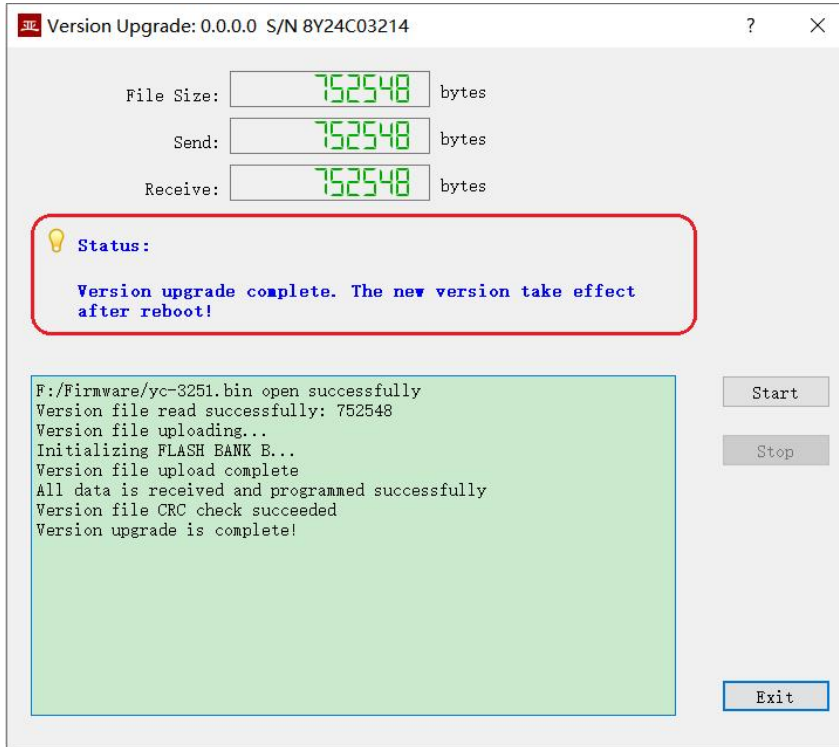 亚 Version Upgrade: 0.0.0.0 S/N 8Y24C03214 ?
File Size: 752548 bytes
Send: 752548 bytes
Receive: 752548 bytes
Status:
Version upgrade complete. The new version take effect
after reboot!
F:/Firmware/yc-3251.bin open successfully
Version file read successfully: 752548
Version file uploading...
Initializing FLASH BANK B...
Version file upload complete
All data is received and programmed successfully
Version file CRC check succeeded
Version upgrade is complete!
Start
Stop
Exit